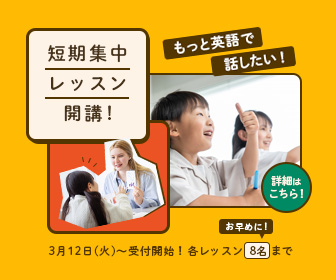 短期集中
レッスン
開講！
もっと英語で
話したい！
詳細は
こちら！
お早めに！
3月12日（火）～受付開始！各レッスン8名まで